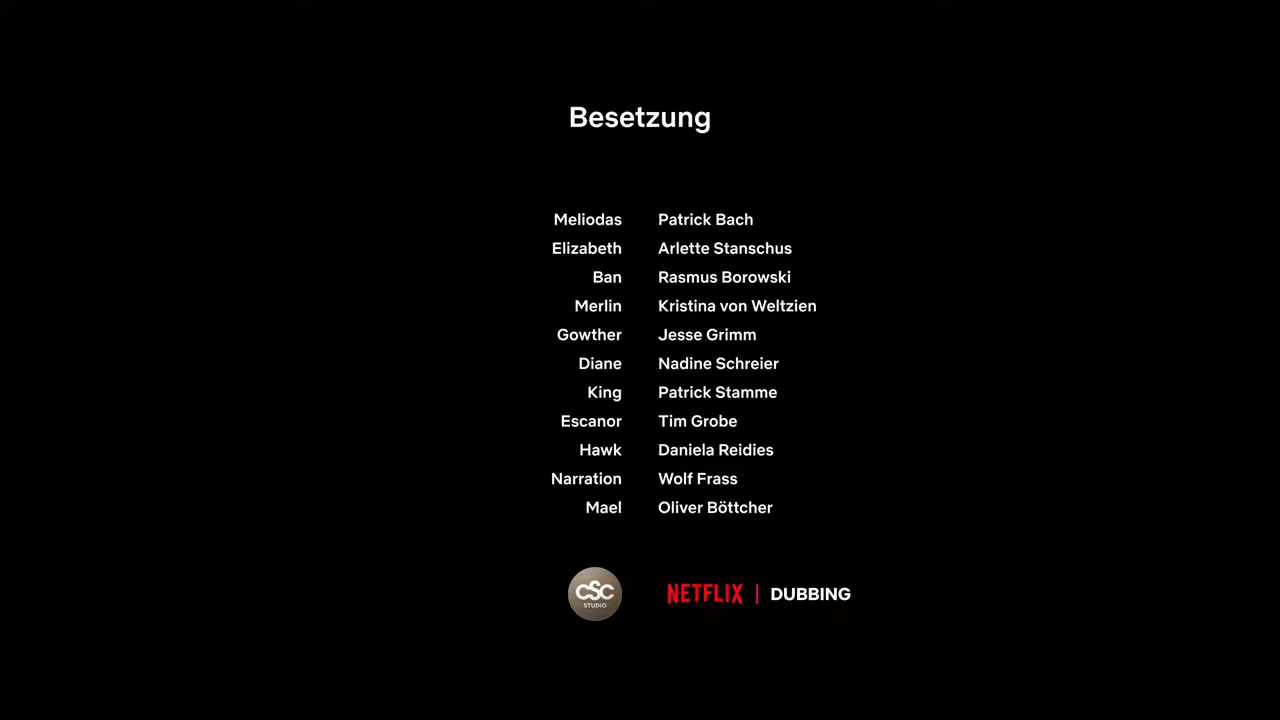 Besetzung
Meliodas Patrick Bach
Elizabeth Arlette Stanschus
Ban Rasmus Borowski
Merlin Kristina von Weltzien
Gowther Jesse Grimm
Diane Nadine Schreier
King Patrick Stamme
Escanor Tim Grobe
Hawk Daniela Reidies
Narration Wolf Frass
Mael Oliver Böttcher
CSC STUDIO NETFLIX | DUBBING